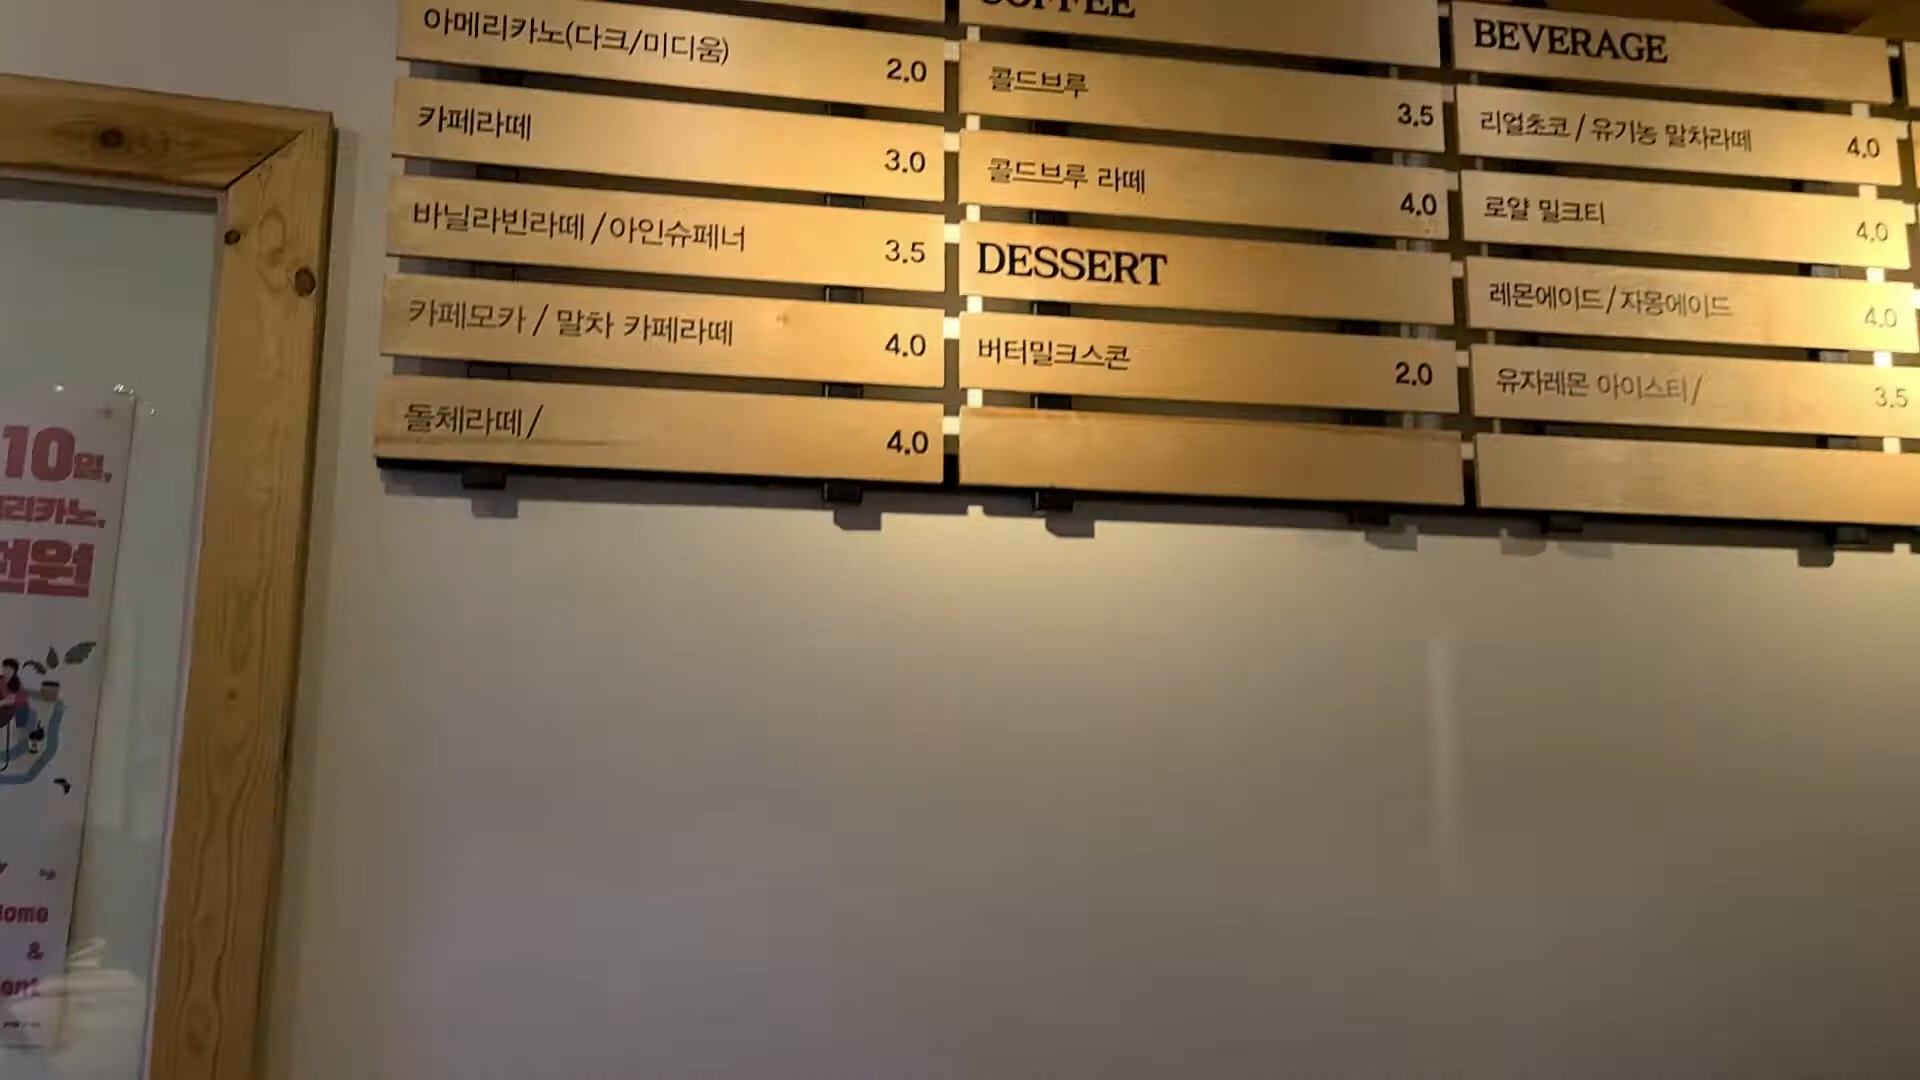 아메리카노(다크/미디움) 2.0
카페라떼 3.0
바닐라빈라떼 / 아인슈페너 3.5
카페모카 / 말차 카페라떼 4.0
돌체라떼 / 4.0
COFFEE
콜드브루 3.5
콜드브루 라떼 4.0
DESSERT
버터밀크스콘 2.0
BEVERAGE
리얼초코 / 유기농 말차라떼 4.0
로얄 밀크티 4.0
레몬에이드 / 자몽에이드 4.0
유자레몬 아이스티 / 3.5
10일,
리카노,
천원
&